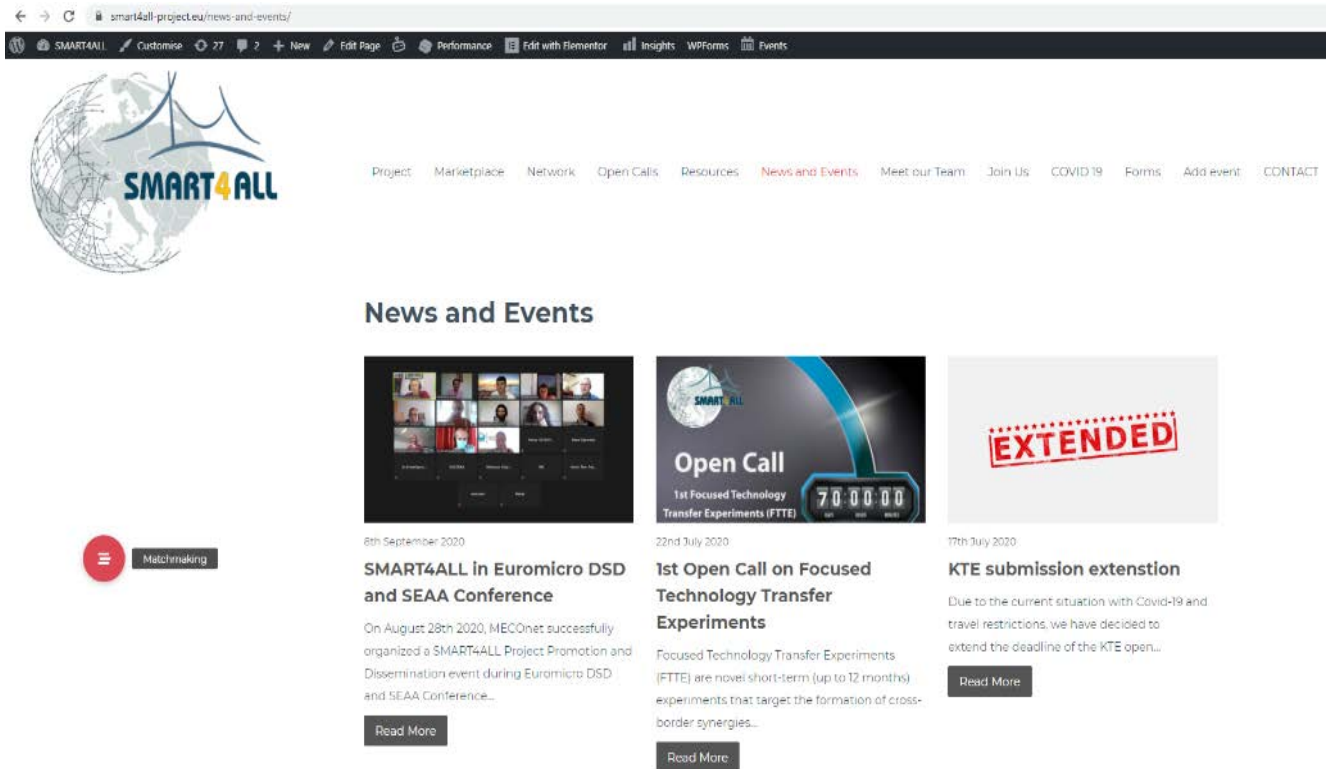 smart4all-project.eu/news-and-events/
SMART4ALL Customise 27 2 + New Edit Page Performance Edit with Elementor Insights WPForms Events
SMART4ALL
Project Marketplace Network Open Calls Resources News and Events Meet our Team Join Us COVID 19 Forms Add event CONTACT
News and Events
SMART4ALL
Open Call
1st Focused Technology
Transfer Experiments (FTTE)
70:00:00
EXTENDED
8th September 2020
SMART4ALL in Euromicro DSD
and SEAA Conference
On August 28th 2020, MECOnet successfully
organized a SMART4ALL Project Promotion and
Dissemination event during Euromicro DSD
and SEAA Conference...
Read More
22nd July 2020
1st Open Call on Focused
Technology Transfer
Experiments
Focused Technology Transfer Experiments
(FTTE) are novel short-term (up to 12 months)
experiments that target the formation of cross-
border synergies...
Read More
17th July 2020
KTE submission extenstion
Due to the current situation with Covid-19 and
travel restrictions, we have decided to
extend the deadline of the KTE open...
Read More
Matchmaking